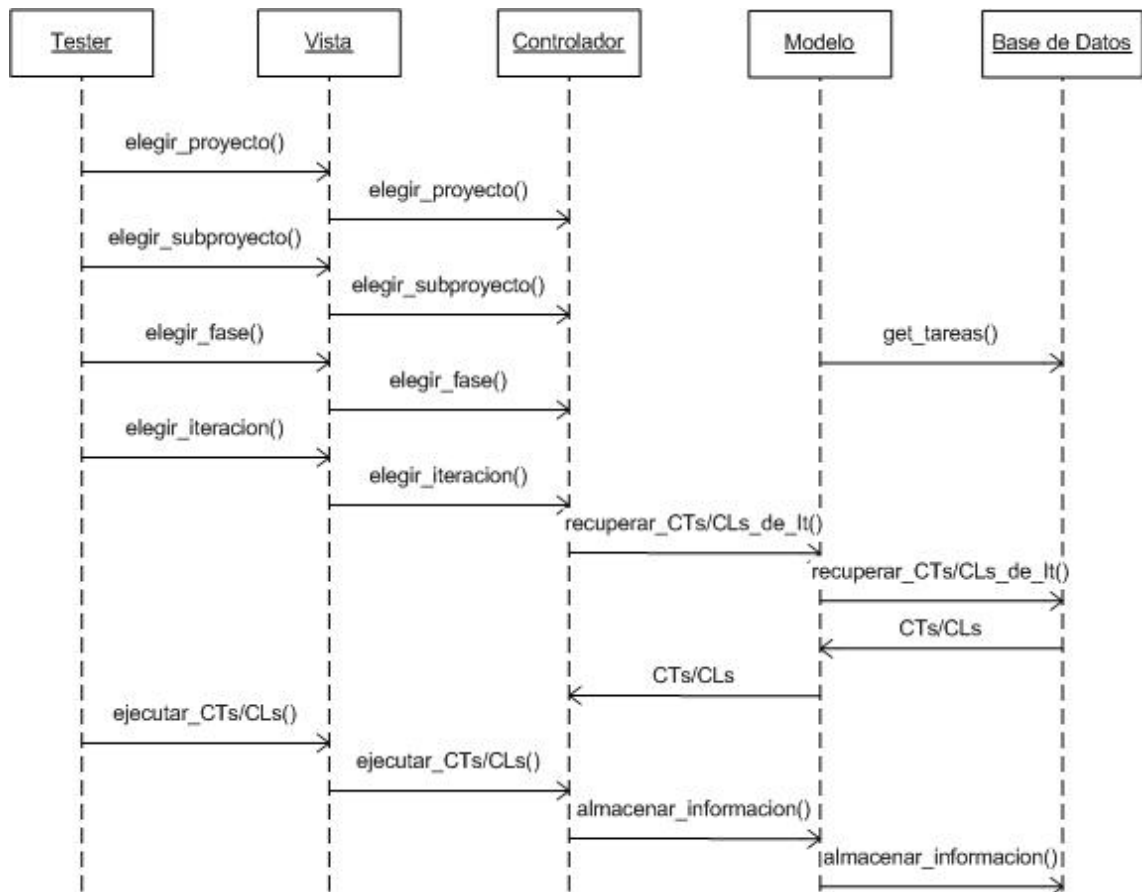 Tester
Vista
Controlador
Modelo
Base de Datos
elegir_proyecto()
elegir_proyecto()
elegir_subproyecto()
elegir_subproyecto()
elegir_fase()
get_tareas()
elegir_fase()
elegir_iteracion()
elegir_iteracion()
recuperar_CTs/CLs_de_It()
recuperar_CTs/CLs_de_It()
CTs/CLs
CTs/CLs
ejecutar_CTs/CLs()
ejecutar_CTs/CLs()
almacenar_informacion()
almacenar_informacion()